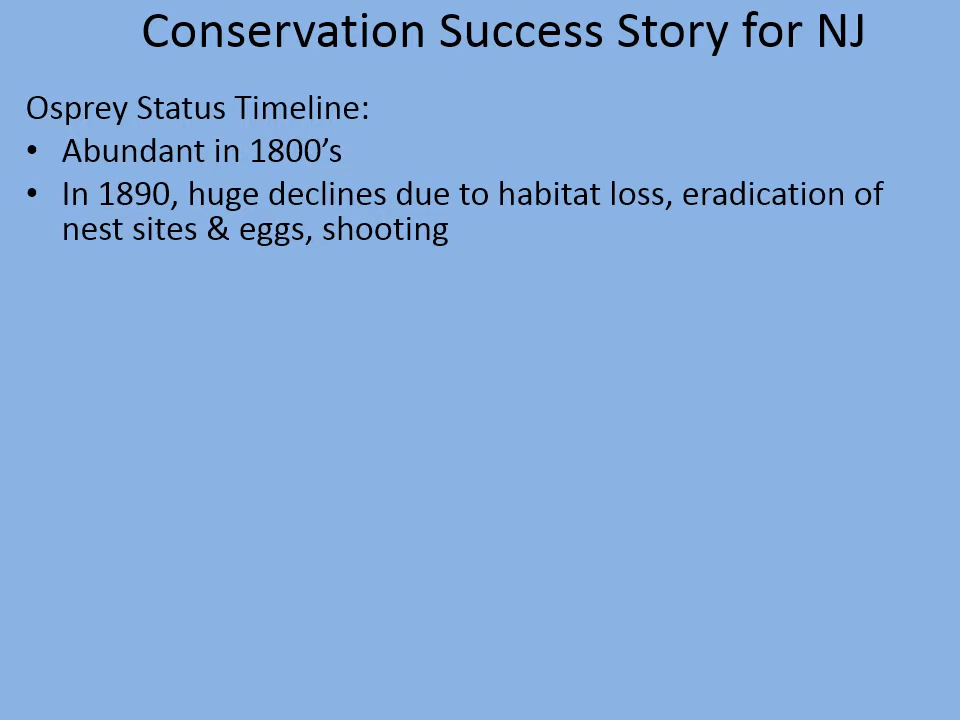 Conservation Success Story for NJ
Osprey Status Timeline:
• Abundant in 1800’s
• In 1890, huge declines due to habitat loss, eradication of
nest sites & eggs, shooting